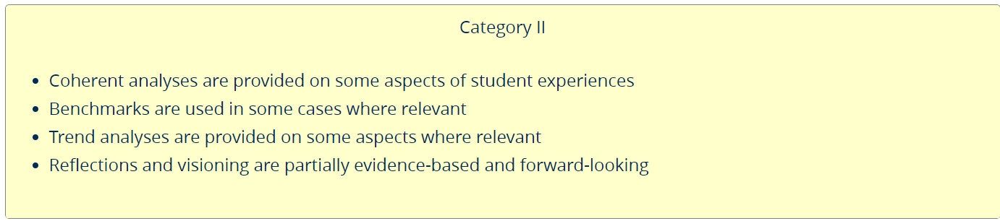 Category II
• Coherent analyses are provided on some aspects of student experiences
• Benchmarks are used in some cases where relevant
• Trend analyses are provided on some aspects where relevant
• Reflections and visioning are partially evidence-based and forward-looking